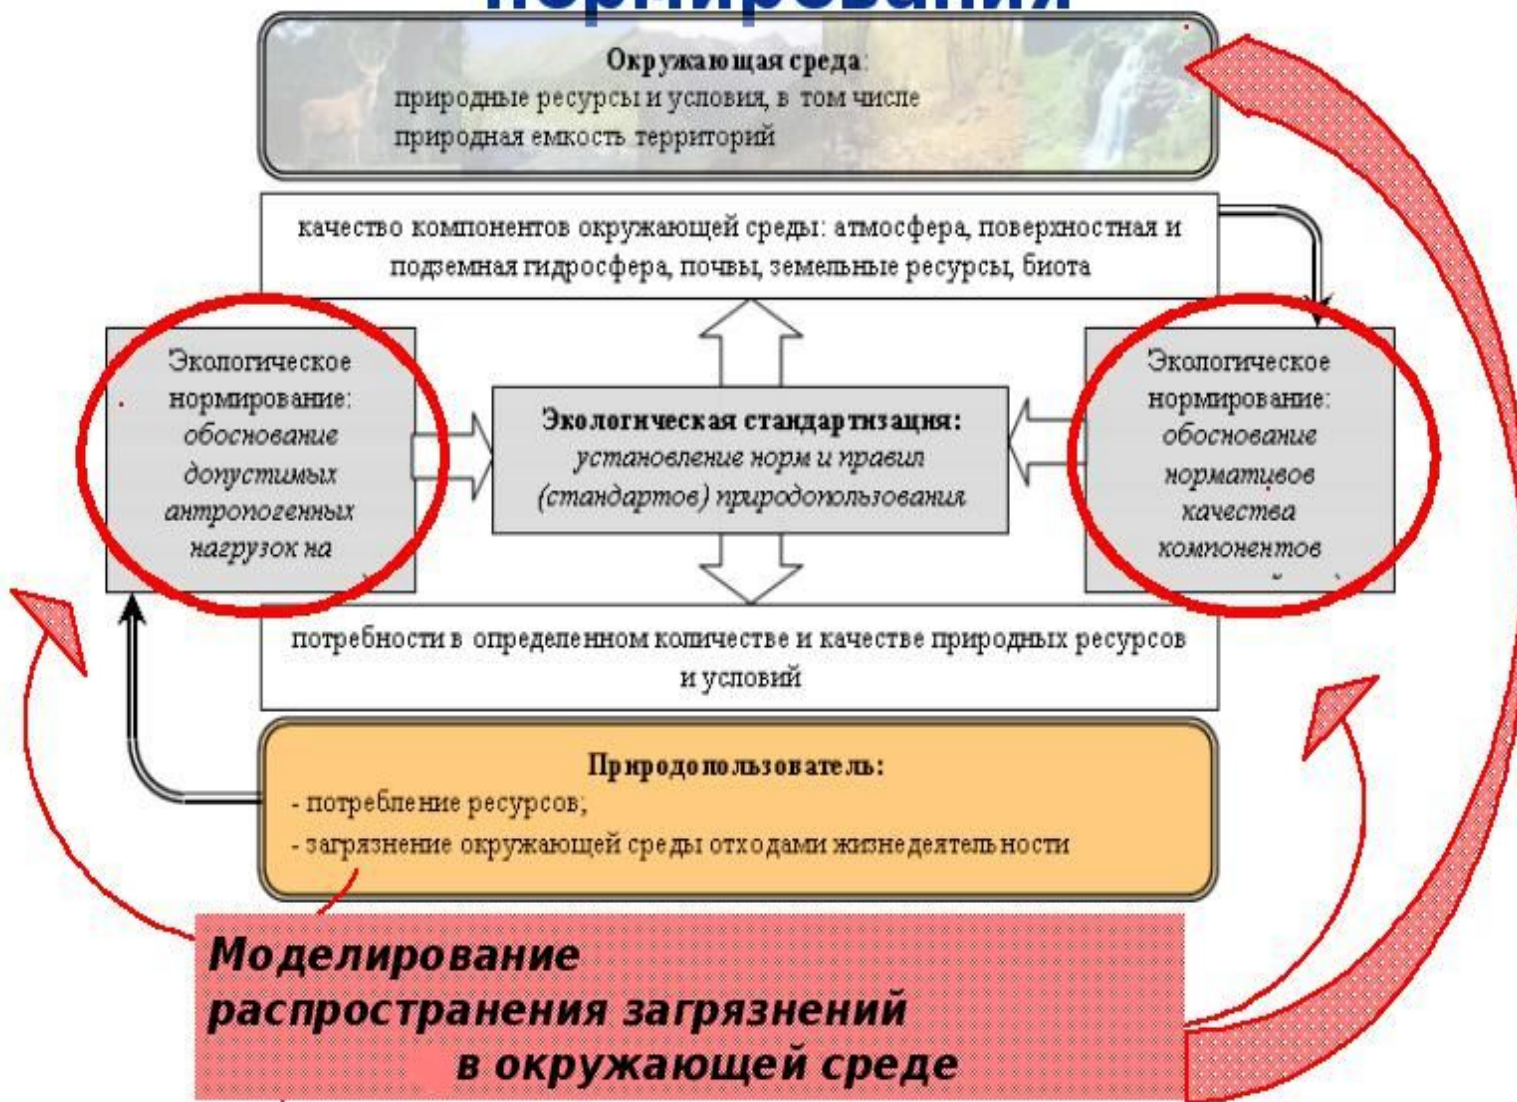 нормирования
Окружающая среда:
природные ресурсы и условия, в том числе
природная емкость территорий
качество компонентов окружающей среды: атмосфера, поверхностная и
подземная гидросфера, почвы, земельные ресурсы, биота
Экологическое
нормирование:
обоснование
допустимых
антропогенных
нагрузок на
Экологическая стандартизация:
установление норм и правил
(стандартов) природопользования
Экологическое
нормирование:
обоснование
нормативов
качества
компонентов
потребности в определенном количестве и качестве природных ресурсов
и условий
Природопользователь:
- потребление ресурсов;
- загрязнение окружающей среды отходами жизнедеятельности
Моделирование
распространения загрязнений
в окружающей среде